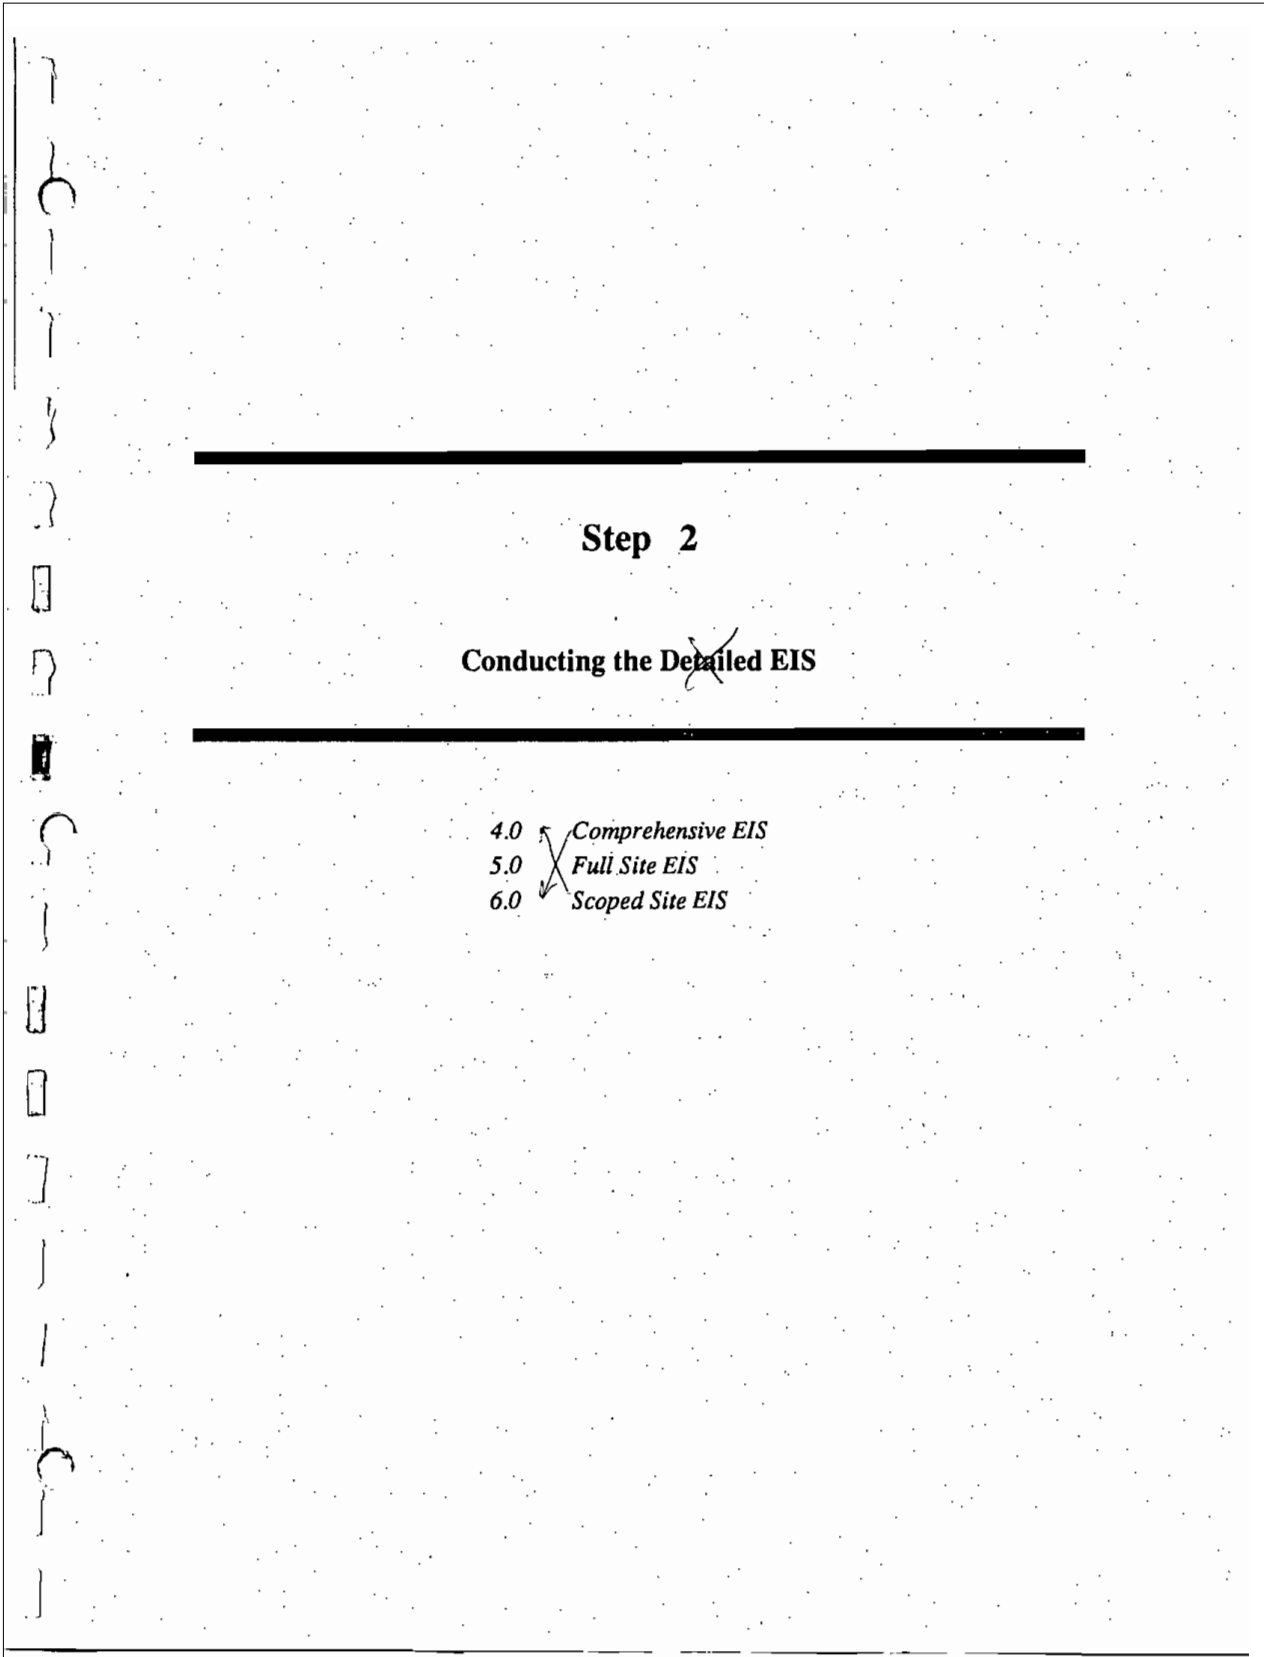 Step 2
Conducting the Detailed EIS
4.0 Comprehensive EIS
5.0 Full Site EIS
6.0 Scoped Site EIS